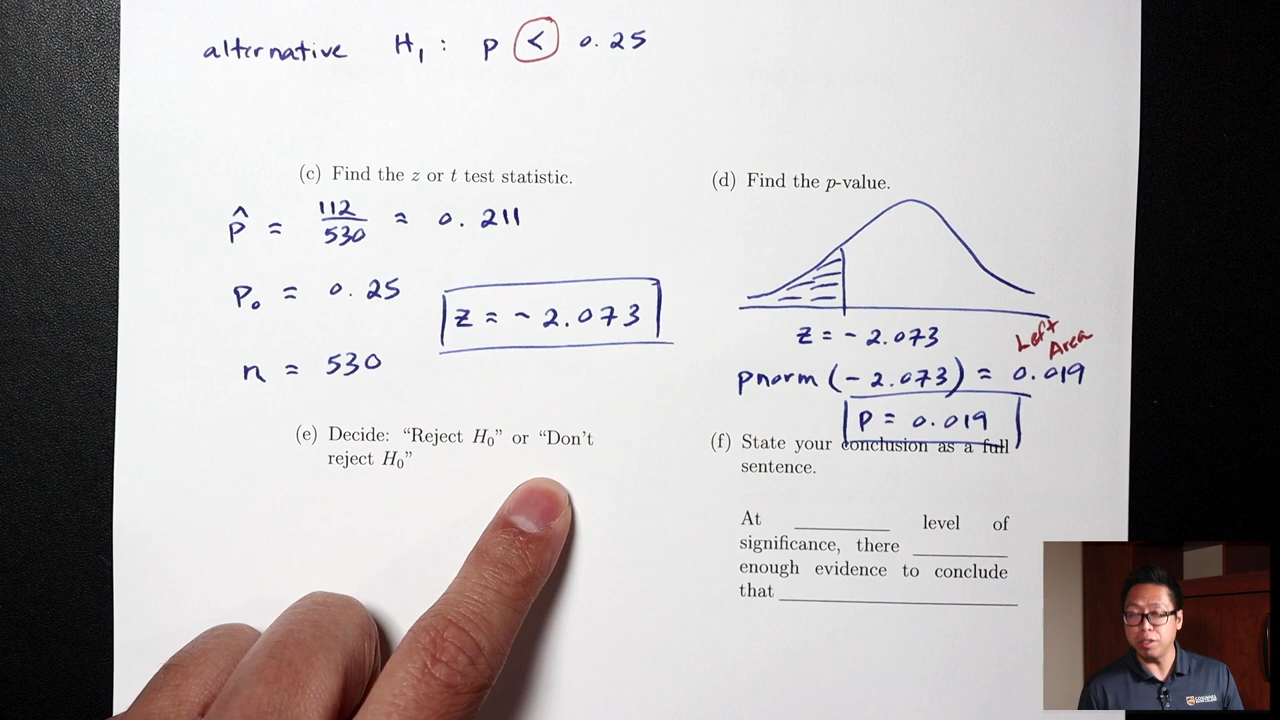 alternative H₁ : p < 0.25
(c) Find the z or t test statistic.
p̂ = 112/530 ≈ 0.211
P₀ = 0.25
z = - 2.073
n = 530
(d) Find the p-value.
z = - 2.073
Left Area
pnorm (- 2.073) = 0.019
P = 0.019
(e) Decide: “Reject H₀” or “Don’t
reject H₀”
(f) State your conclusion as a full
sentence.
At ________ level of
significance, there ________
enough evidence to conclude
that ____________________